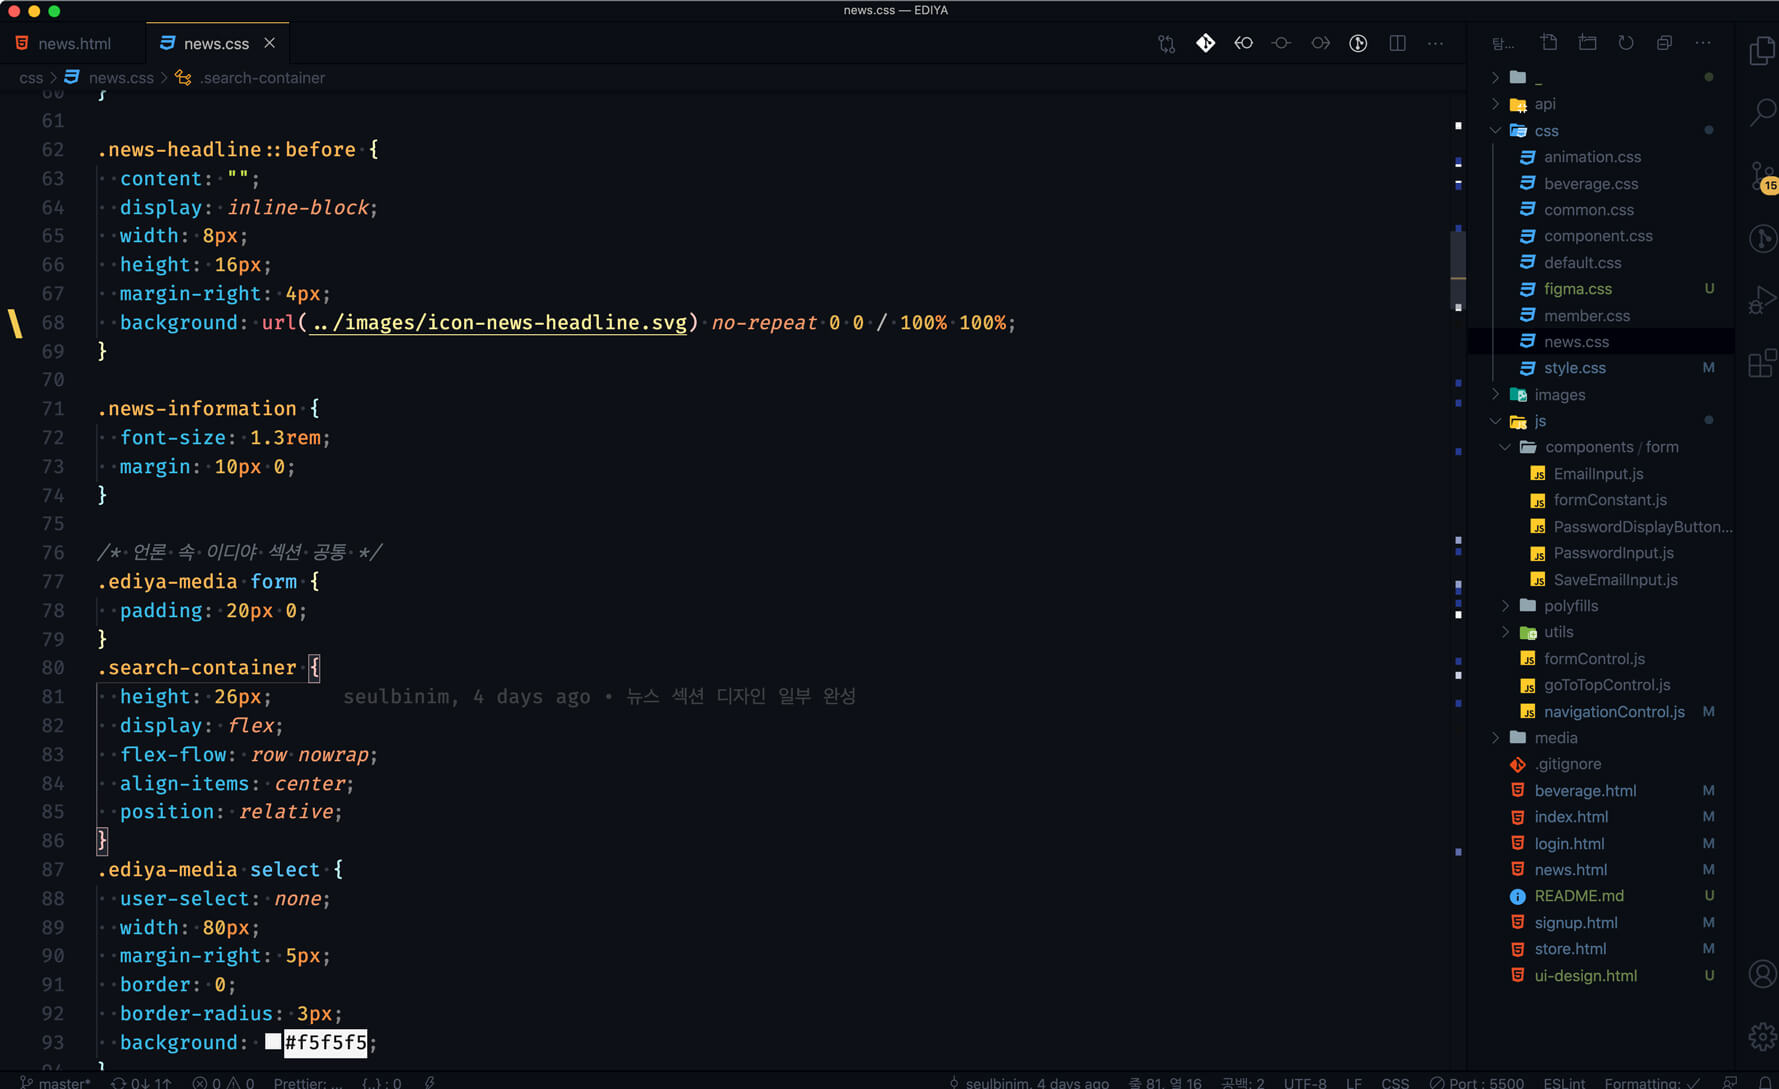 news.css — EDIYA
news.html
news.css
css > news.css > .search-container
탐...
60 }
61
62 .news-headline::before {
63 content: "";
64 display: inline-block;
65 width: 8px;
66 height: 16px;
67 margin-right: 4px;
68 background: url(../images/icon-news-headline.svg) no-repeat 0 0 / 100% 100%;
69 }
70
71 .news-information {
72 font-size: 1.3rem;
73 margin: 10px 0;
74 }
75
76 /* 언론 속 이디야 섹션 공통 */
77 .ediya-media form {
78 padding: 20px 0;
79 }
80 .search-container {
81 height: 26px; seulbinim, 4 days ago • 뉴스 섹션 디자인 일부 완성
82 display: flex;
83 flex-flow: row nowrap;
84 align-items: center;
85 position: relative;
86 }
87 .ediya-media select {
88 user-select: none;
89 width: 80px;
90 margin-right: 5px;
91 border: 0;
92 border-radius: 3px;
93 background: #f5f5f5;
94 }
_
api
css
animation.css
beverage.css
common.css
component.css
default.css
figma.css U
member.css
news.css
style.css M
images
js
components / form
EmailInput.js
formConstant.js
PasswordDisplayButton...
PasswordInput.js
SaveEmailInput.js
polyfills
utils
formControl.js
goToTopControl.js
navigationControl.js M
media
.gitignore
beverage.html M
index.html M
login.html M
news.html M
README.md U
signup.html M
store.html M
ui-design.html U
15
master* 0↓ 1↑ 0 0 Prettier: ... {..} : 0
seulbinim, 4 days ago 줄 81, 열 16 공백: 2 UTF-8 LF CSS Port : 5500 ESLint Formatting: ✓